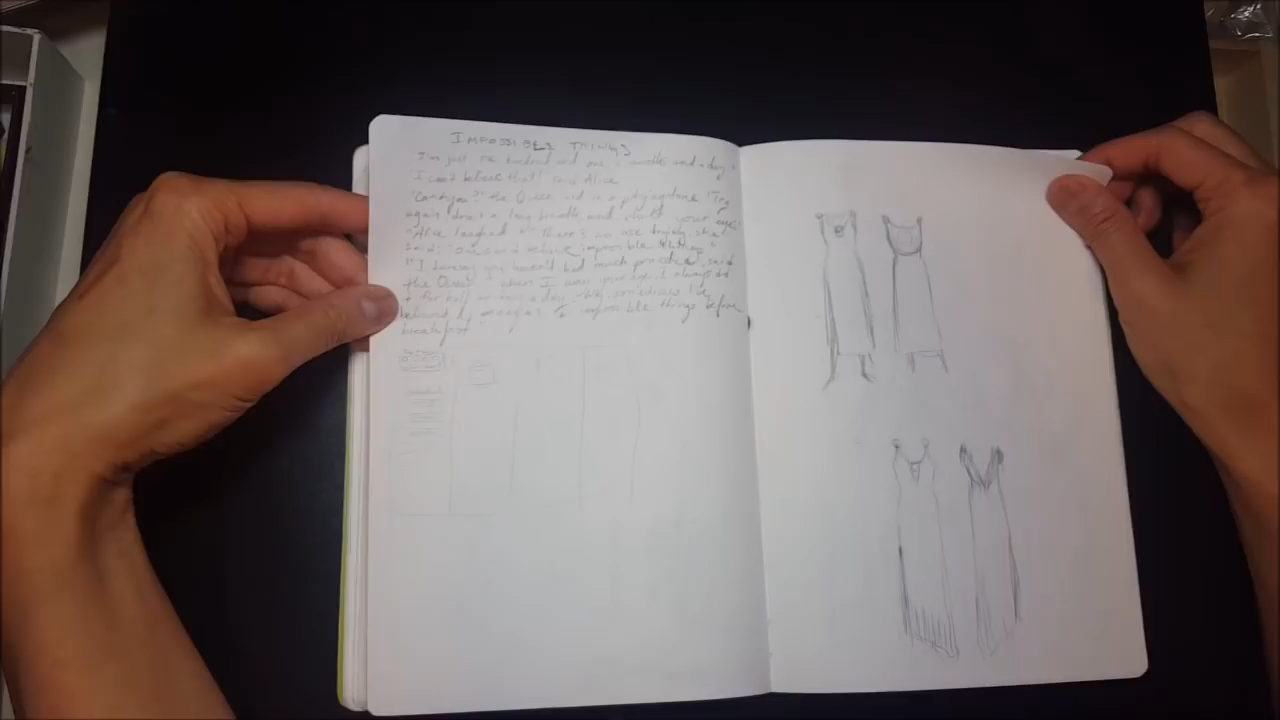 IMPOSSIBLE THINGS
"I'm just one hundred and one, 5 months and a day."
"I can't believe that!" said Alice
"Can't you?" the Queen said in a pitying tone. "Try
again: draw a long breath and shut your eyes"
Alice laughed. "There's no use trying" she
said: "one can't believe impossible things"
"I daresay you haven't had much practice", said
the Queen. "When I was your age, I always did
it for half an hour a day. Why, sometimes I've
believed as many as 6 impossible things before
breakfast"